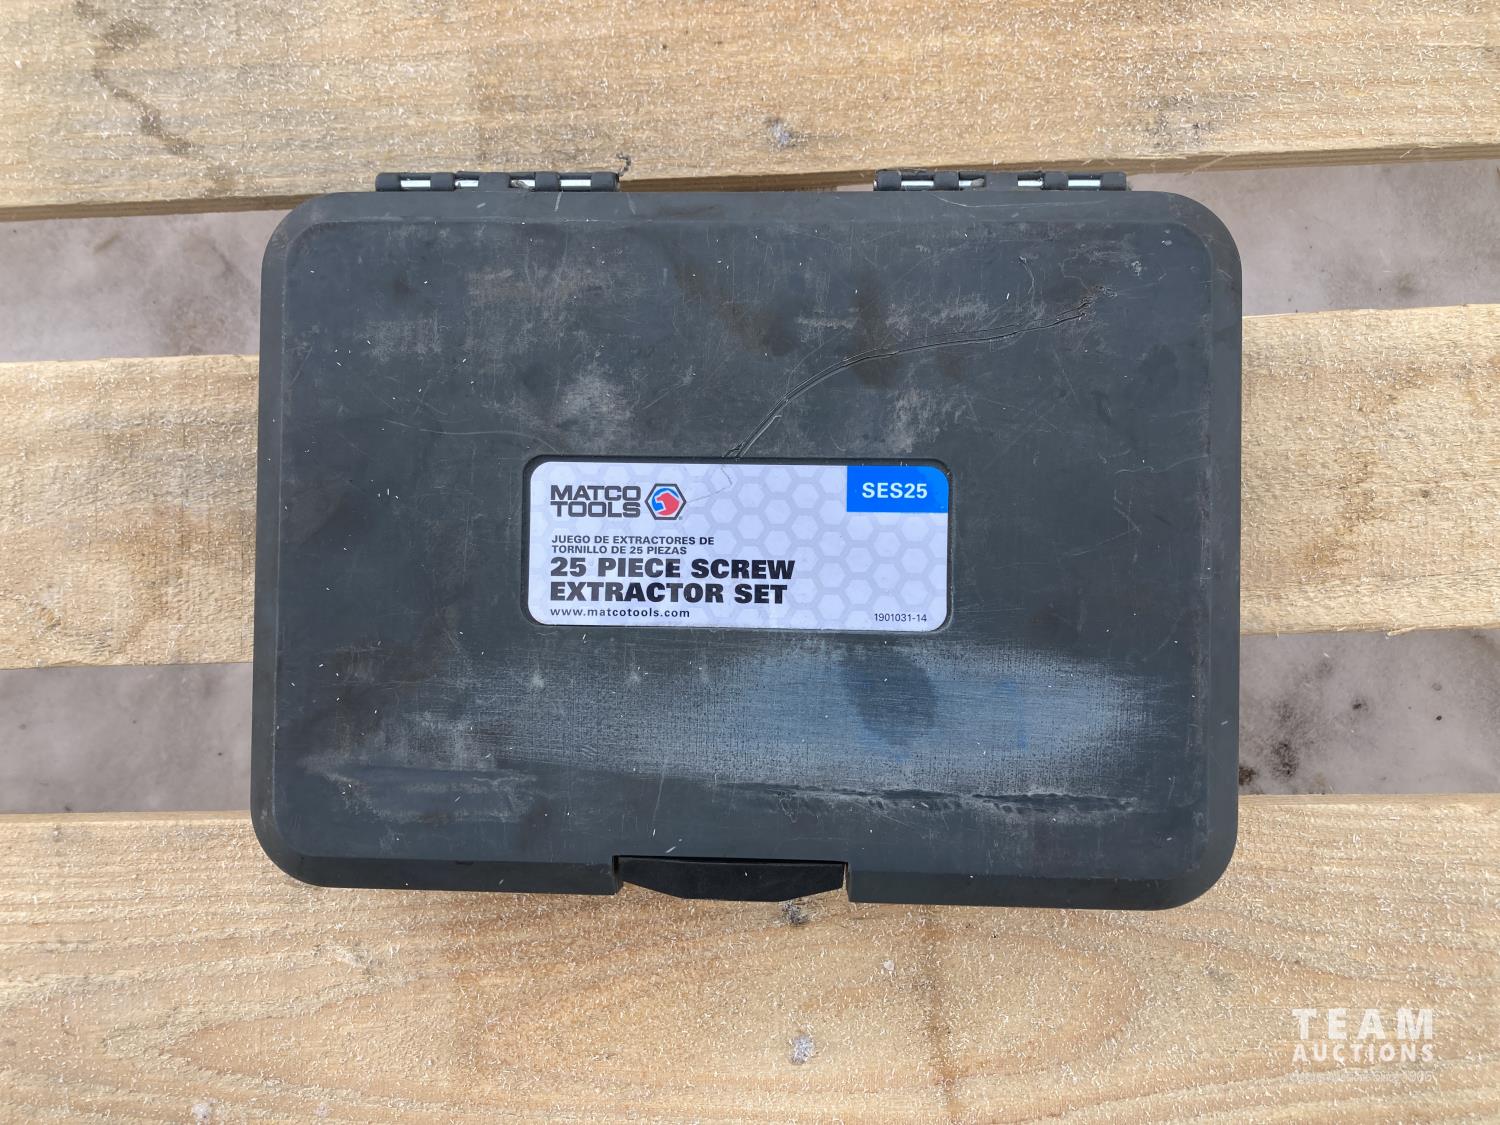 MATCO
TOOLS
SES25
JUEGO DE EXTRACTORES DE
TORNILLO DE 25 PIEZAS
25 PIECE SCREW
EXTRACTOR SET
www.matcotools.com
1901031-14
TEAM
AUCTIONS